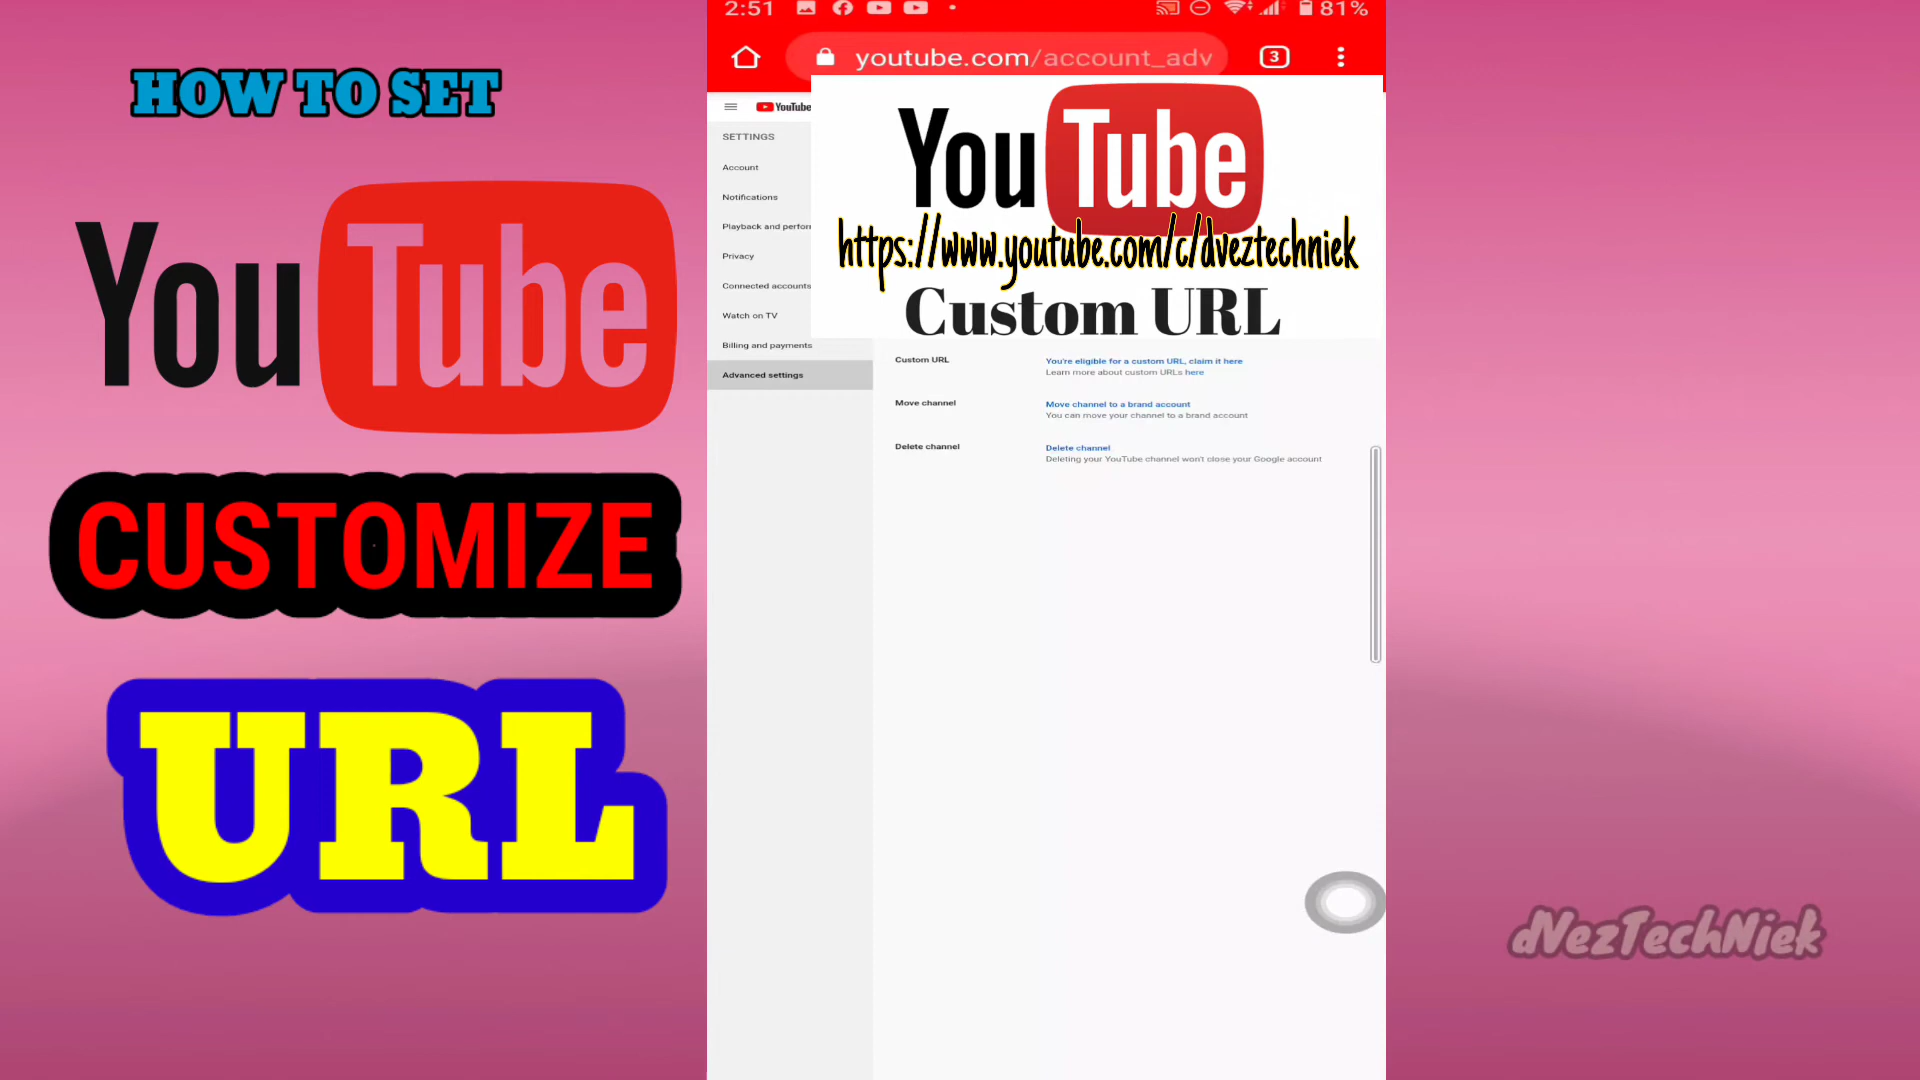 HOW TO SET
YouTube
CUSTOMIZE
URL
2:51
81%
youtube.com/account_adv
3
YouTube
SETTINGS
Account
Notifications
Playback and perfor
Privacy
Connected accounts
Watch on TV
Billing and payments
Advanced settings
YouTube
https://www.youtube.com/c/dveztechniek
Custom URL
Custom URL
You're eligible for a custom URL, claim it here
Learn more about custom URLs here
Move channel
Move channel to a brand account
You can move your channel to a brand account
Delete channel
Delete channel
Deleting your YouTube channel won't close your Google account
dVezTechNiek